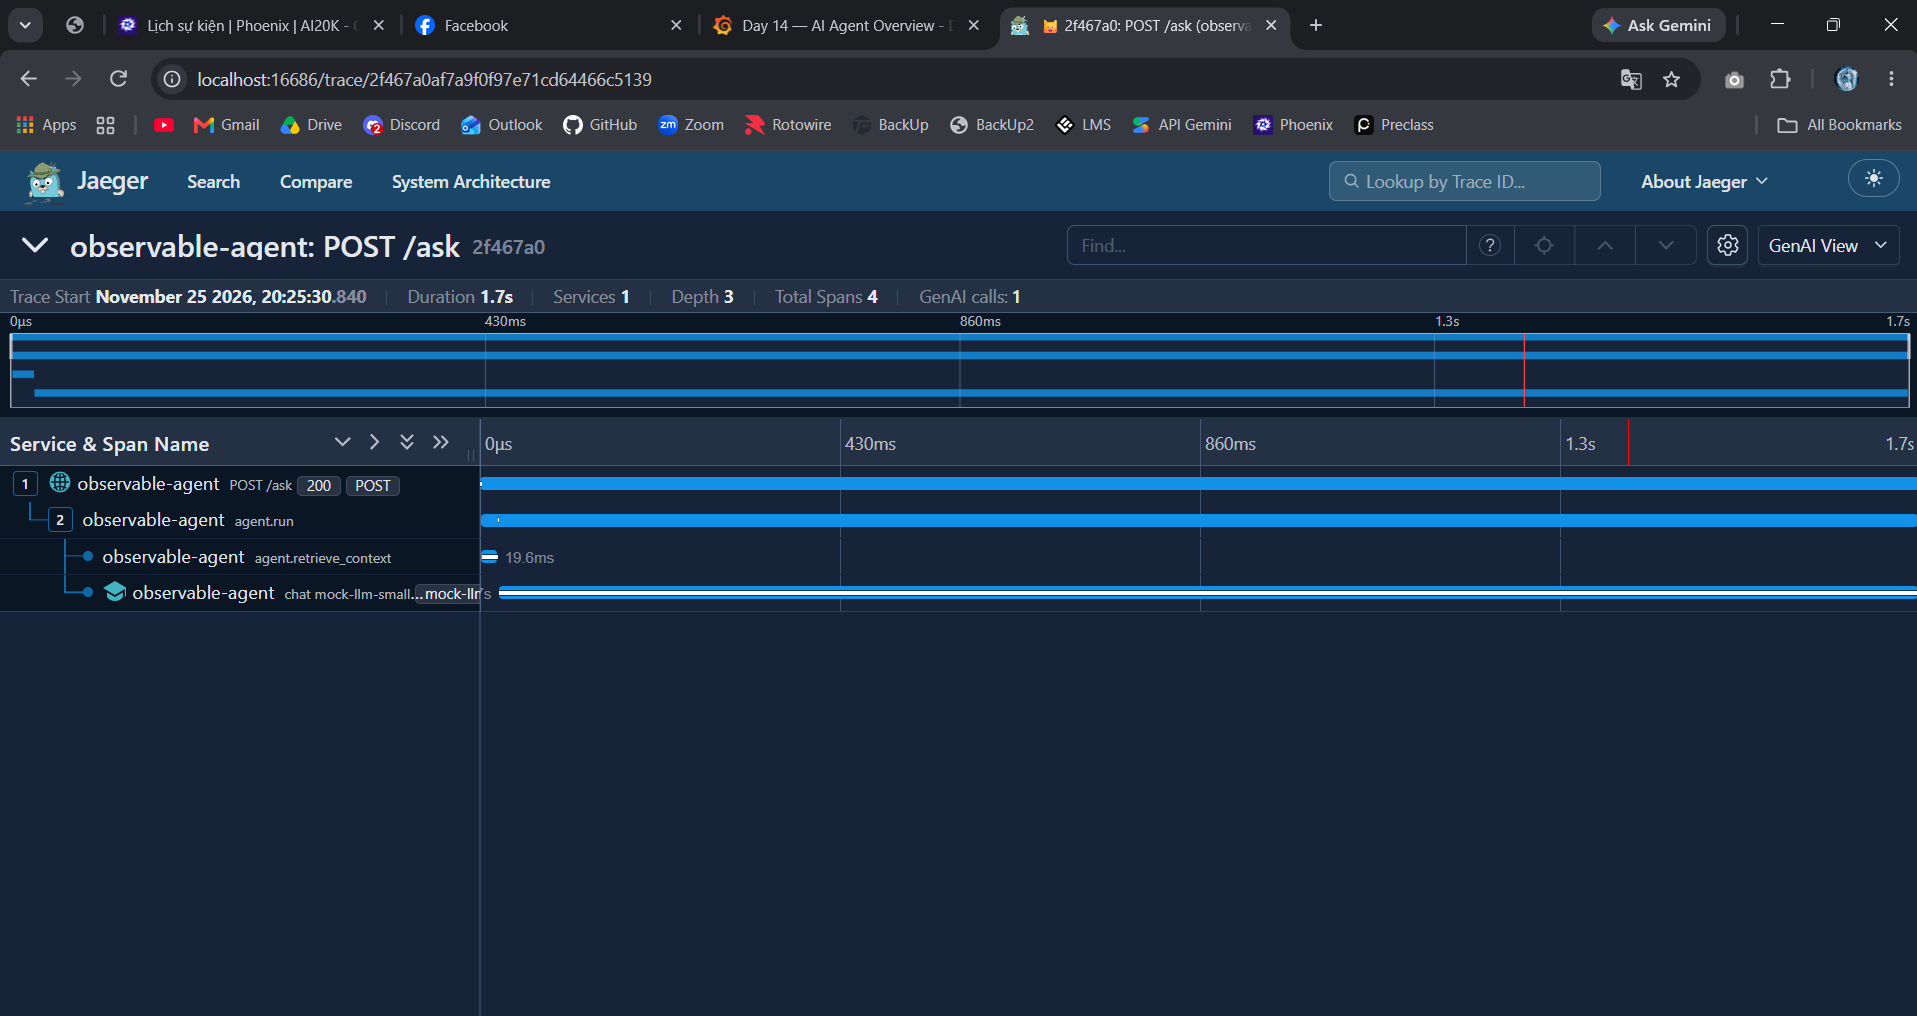 Lịch sự kiện | Phoenix | AI20K -
Facebook
Day 14 — AI Agent Overview -
2f467a0: POST /ask (observa
Ask Gemini
localhost:16686/trace/2f467a0af7a9f0f97e71cd64466c5139
Apps
Gmail
Drive
Discord
Outlook
GitHub
zm Zoom
Rotowire
BackUp
BackUp2
LMS
API Gemini
Phoenix
Preclass
All Bookmarks
Jaeger
Search
Compare
System Architecture
Lookup by Trace ID...
About Jaeger
observable-agent: POST /ask 2f467a0
Find...
?
GenAI View
Trace Start November 25 2026, 20:25:30.840
Duration 1.7s
Services 1
Depth 3
Total Spans 4
GenAI calls: 1
0μs
430ms
860ms
1.3s
1.7s
Service & Span Name
0μs
430ms
860ms
1.3s
1.7s
1 observable-agent POST /ask 200 POST
2 observable-agent agent.run
observable-agent agent.retrieve_context
19.6ms
observable-agent chat mock-llm-small...